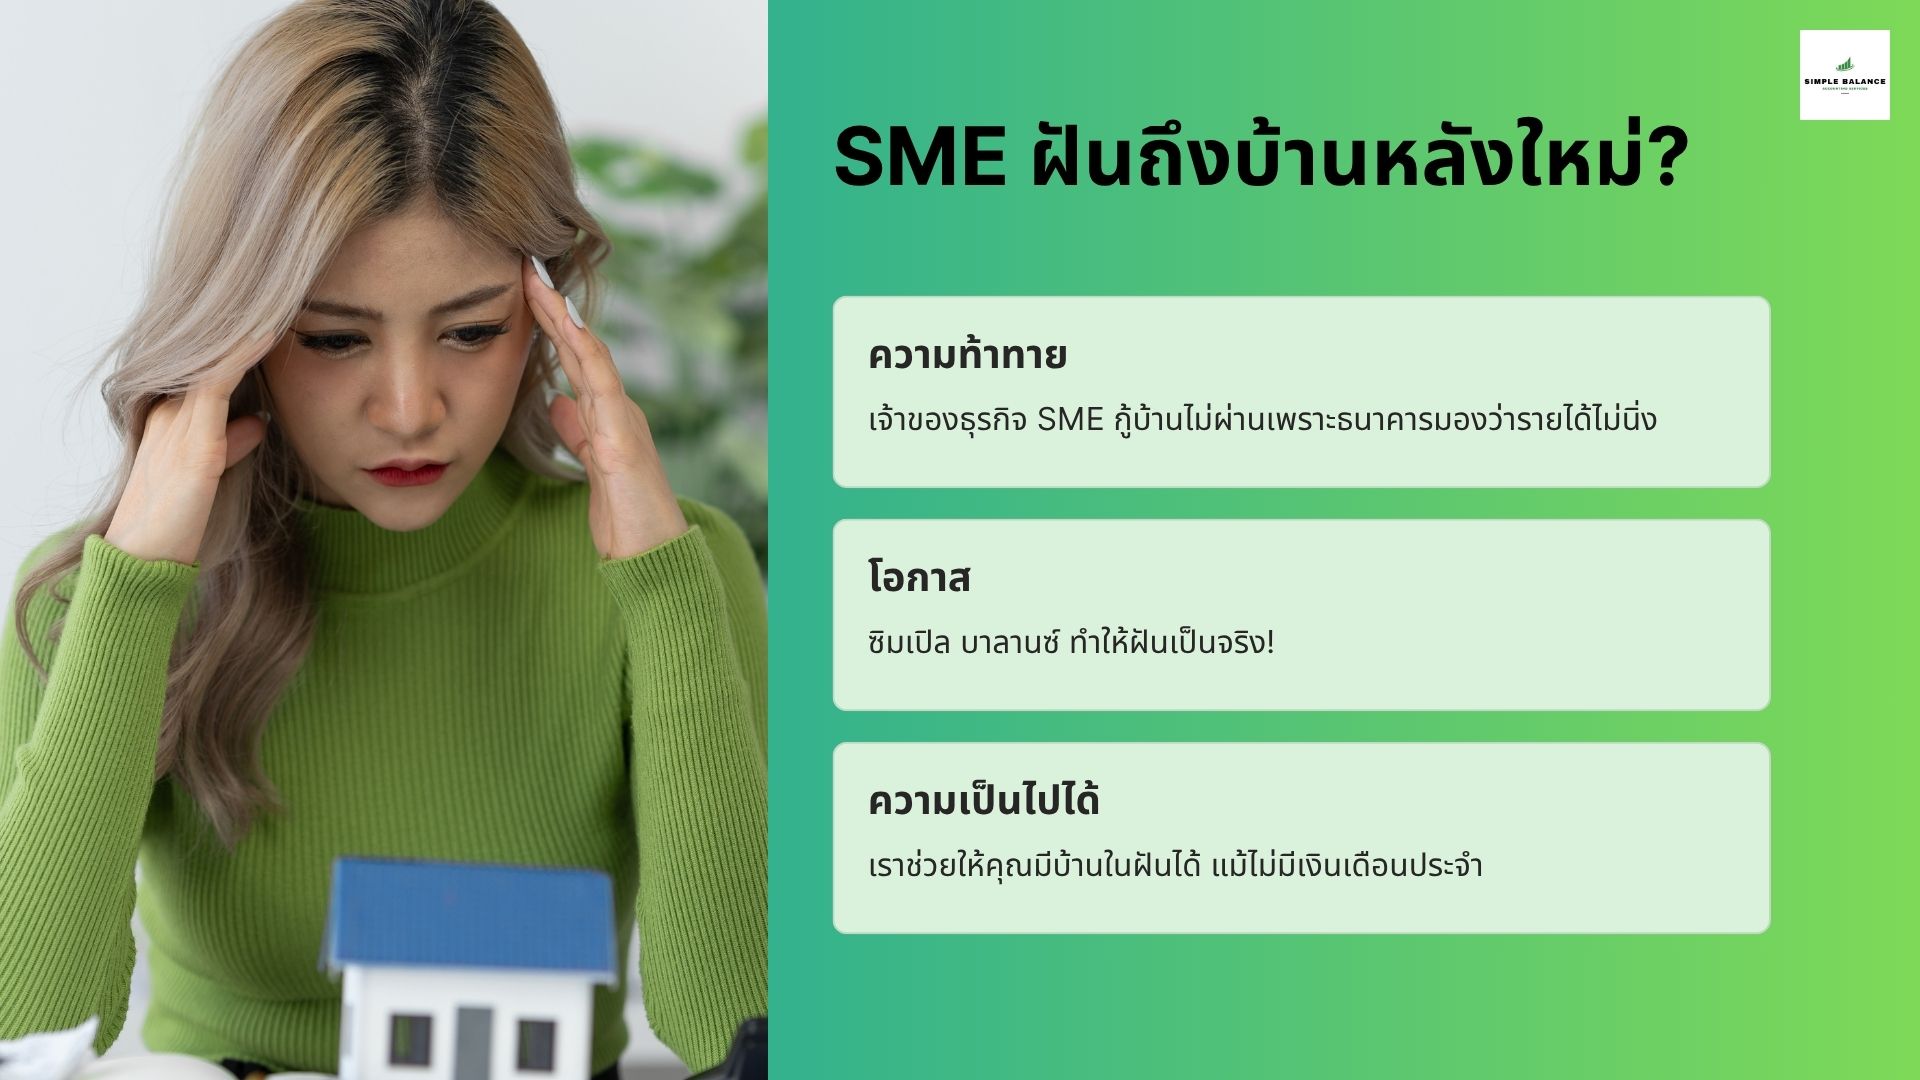 SIMPLE BALANCE
ACCOUNTING SERVICES
SME ฝันถึงบ้านหลังใหม่?
ความท้าทาย
เจ้าของธุรกิจ SME กู้บ้านไม่ผ่านเพราะธนาคารมองว่ารายได้ไม่นิ่ง
โอกาส
ซิมเปิล บาลานซ์ ทำให้ฝันเป็นจริง!
ความเป็นไปได้
เราช่วยให้คุณมีบ้านในฝันได้ แม้ไม่มีเงินเดือนประจำ